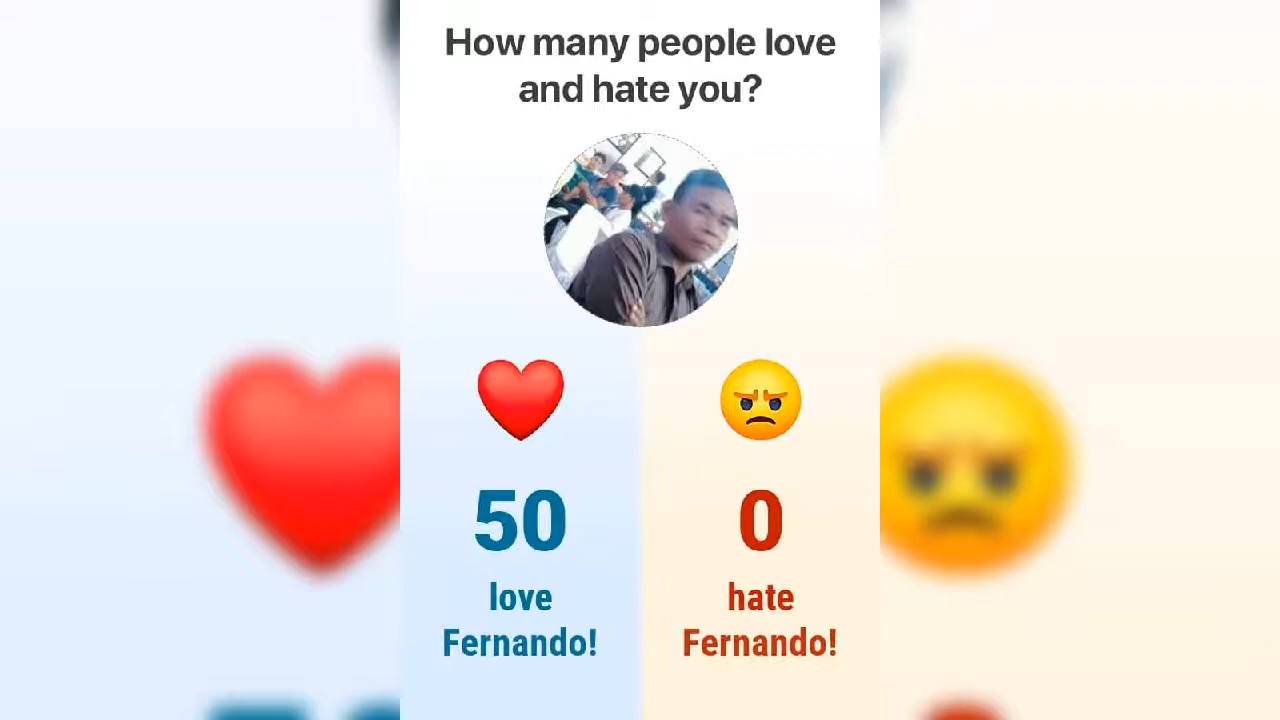 How many people love
and hate you?
50
0
love
Fernando!
hate
Fernando!